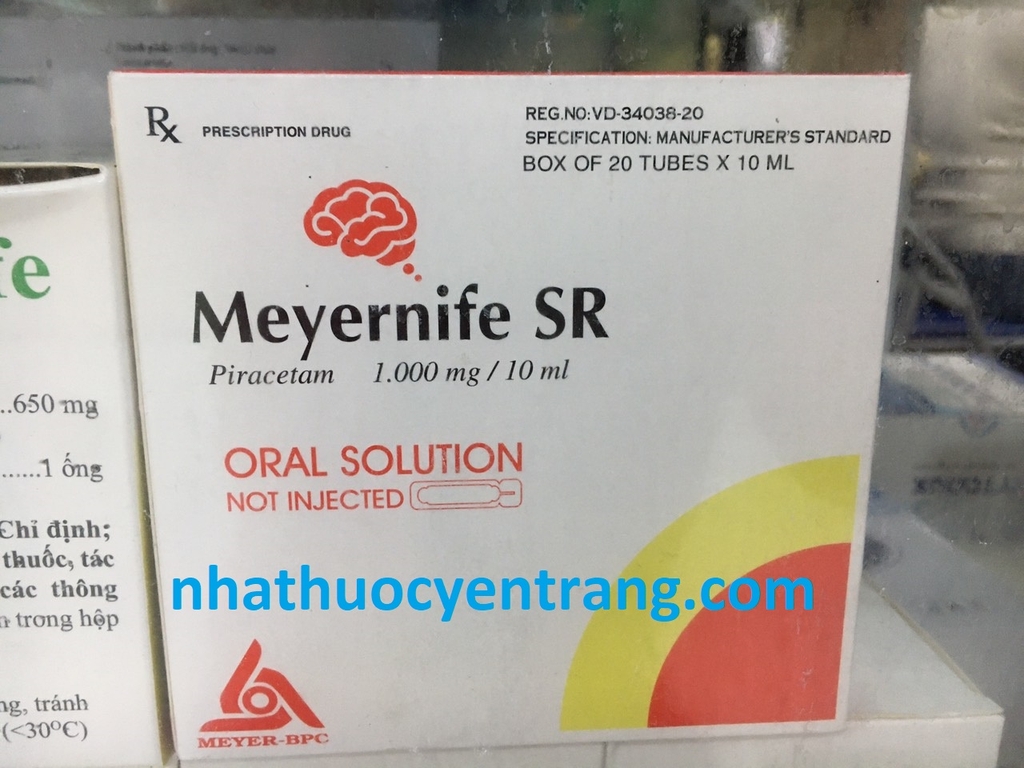 Rx PRESCRIPTION DRUG
REG.NO:VD-34038-20
SPECIFICATION: MANUFACTURER'S STANDARD
BOX OF 20 TUBES X 10 ML
Meyernife SR
Piracetam 1.000 mg / 10 ml
ORAL SOLUTION
NOT INJECTED
nhathuocyentrang.com
MEYER-BPC
fe
..650 mg
......1 ống
Chỉ định;
thuốc, tác
các thông
trong hộp
ng, tránh
(<30⁰C)